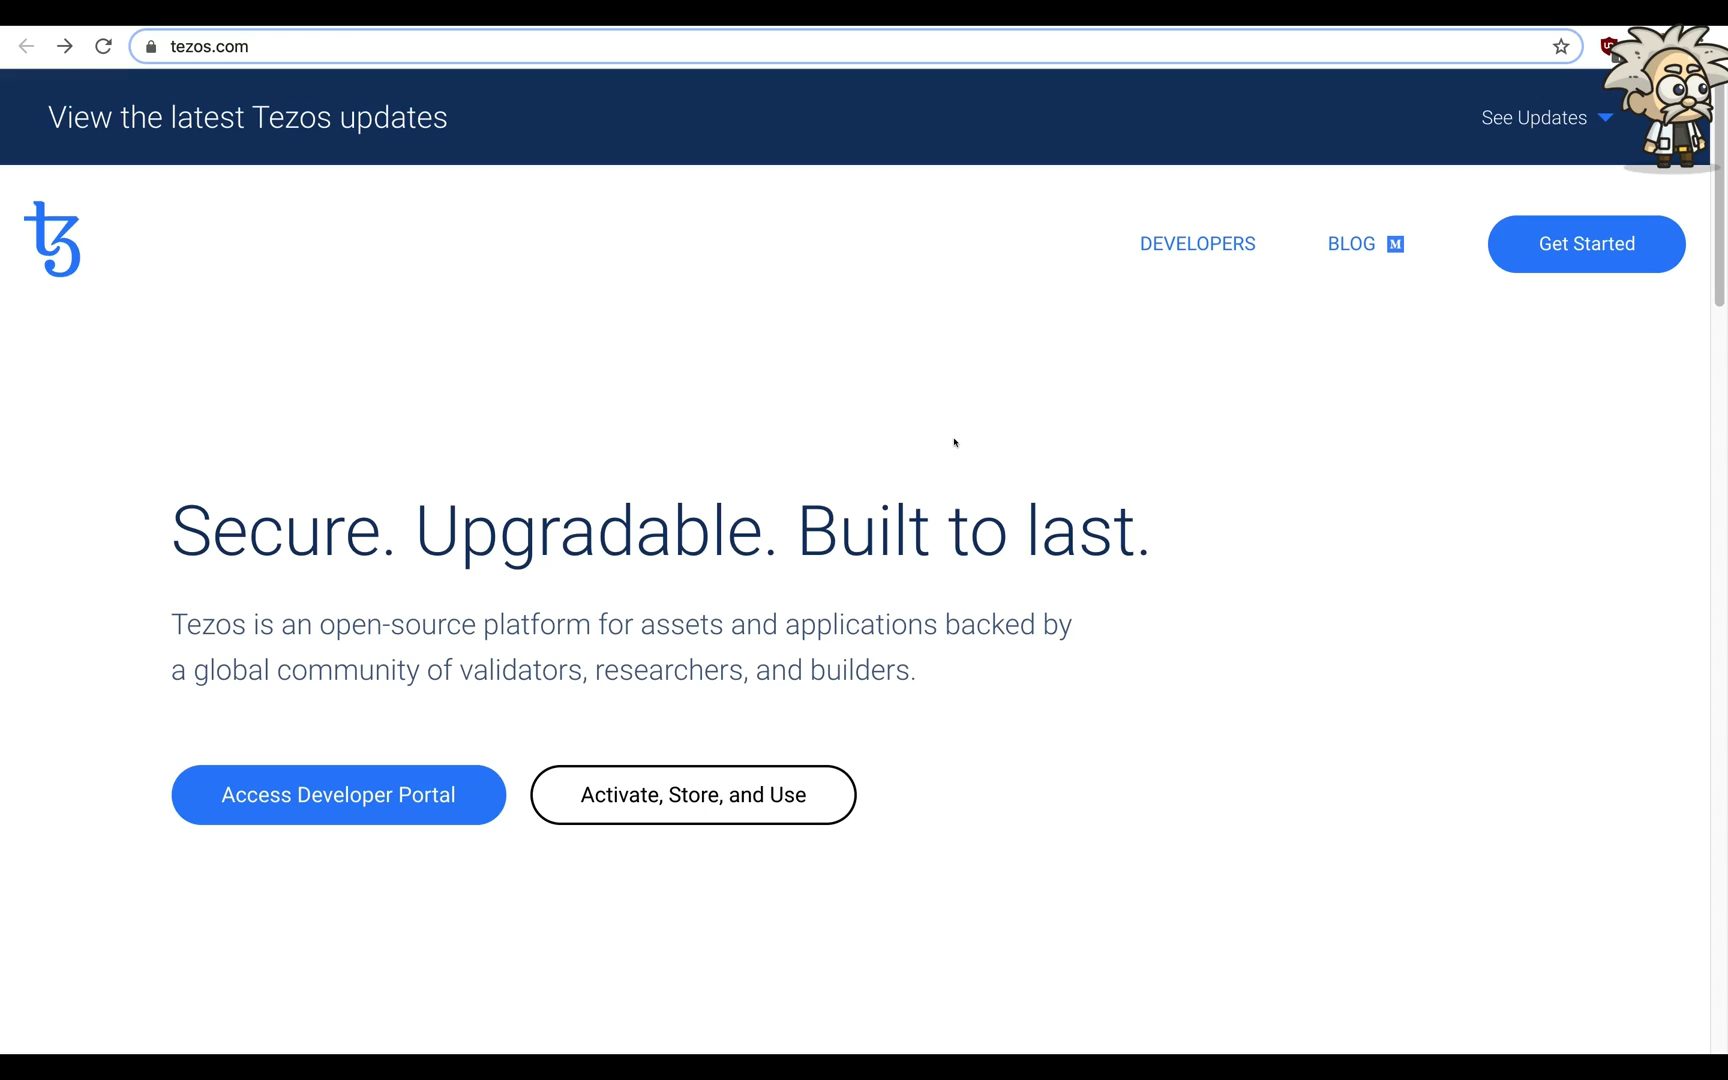 tezos.com
View the latest Tezos updates
See Updates
DEVELOPERS
BLOG M
Get Started
Secure. Upgradable. Built to last.
Tezos is an open-source platform for assets and applications backed by
a global community of validators, researchers, and builders.
Access Developer Portal
Activate, Store, and Use